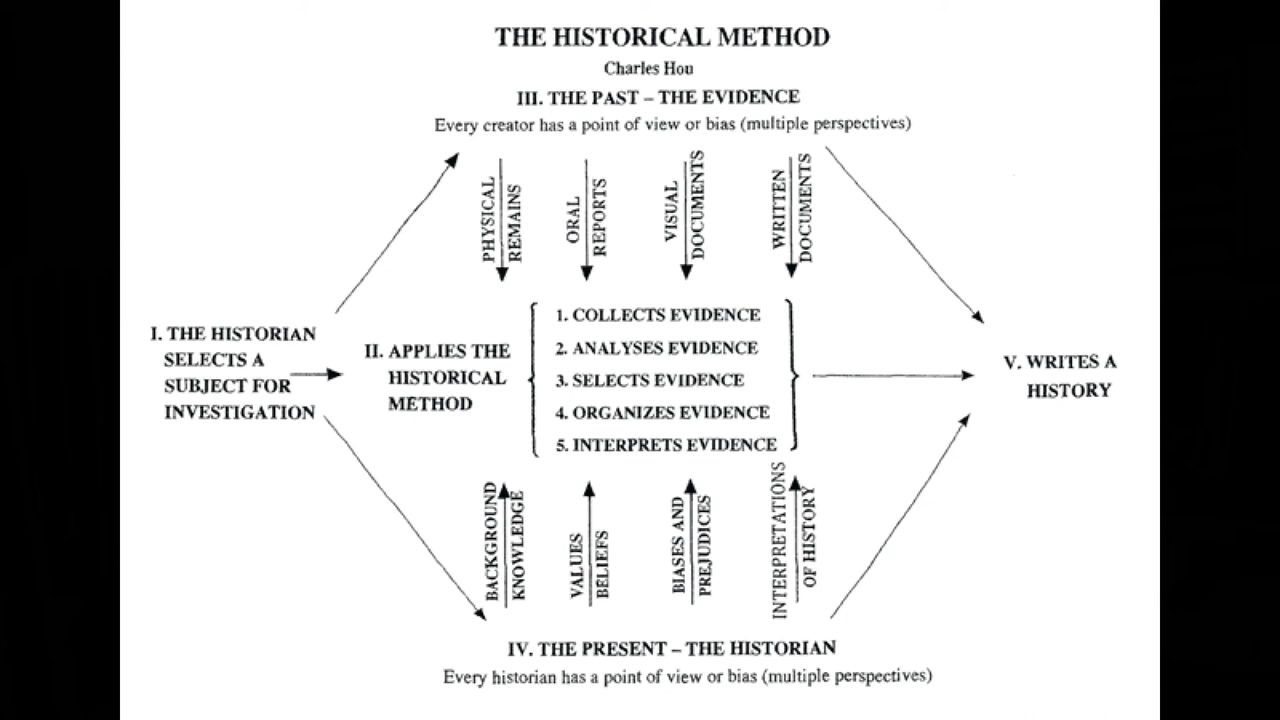 THE HISTORICAL METHOD
Charles Hou
III. THE PAST – THE EVIDENCE
Every creator has a point of view or bias (multiple perspectives)
PHYSICAL
REMAINS
ORAL
REPORTS
VISUAL
DOCUMENTS
WRITTEN
DOCUMENTS
I. THE HISTORIAN
SELECTS A
SUBJECT FOR
INVESTIGATION
II. APPLIES THE
HISTORICAL
METHOD
1. COLLECTS EVIDENCE
2. ANALYSES EVIDENCE
3. SELECTS EVIDENCE
4. ORGANIZES EVIDENCE
5. INTERPRETS EVIDENCE
V. WRITES A
HISTORY
BACKGROUND
KNOWLEDGE
VALUES
BELIEFS
BIASES AND
PREJUDICES
INTERPRETATIONS
OF HISTORY
IV. THE PRESENT – THE HISTORIAN
Every historian has a point of view or bias (multiple perspectives)